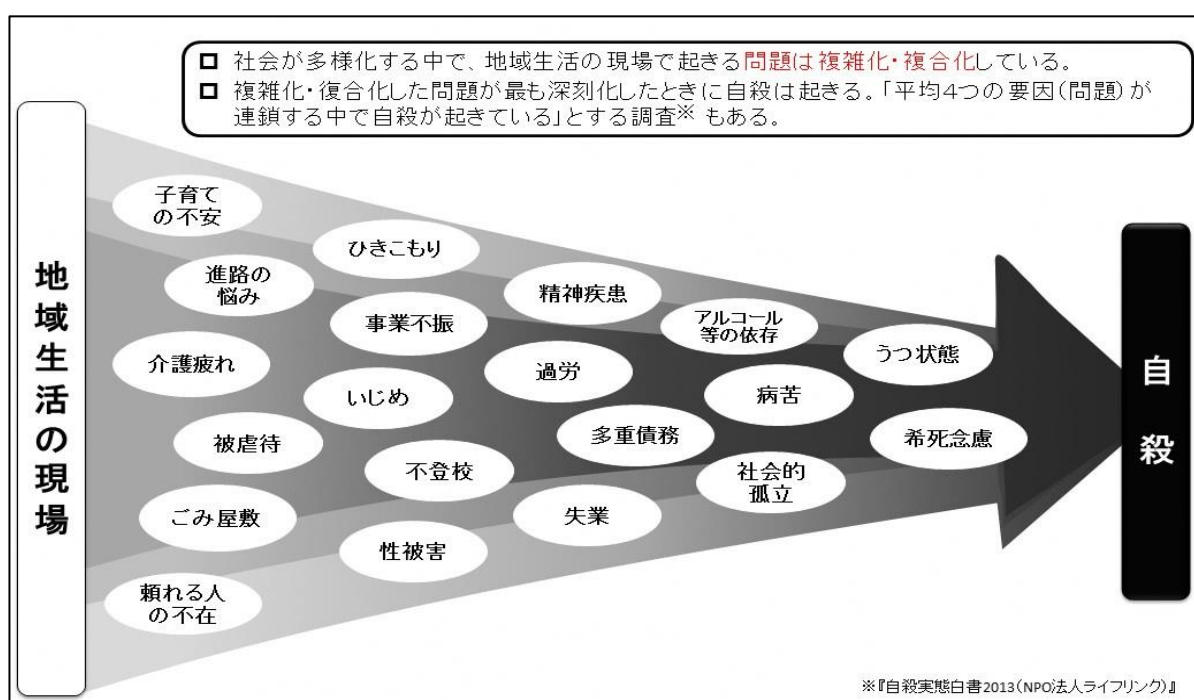 □ 社会が多様化する中で、地域生活の現場で起きる問題は複雑化・複合化している。
□ 複雑化・復合化した問題が最も深刻化したときに自殺は起きる。「平均4つの要因(問題)が
連鎖する中で自殺が起きている」とする調査※ もある。
地域生活の現場
子育て
の不安
進路の
悩み
介護疲れ
被虐待
ごみ屋敷
頼れる人
の不在
ひきこもり
事業不振
いじめ
不登校
性被害
精神疾患
過労
多重債務
失業
アルコール
等の依存
病苦
社会的
孤立
うつ状態
希死念慮
自殺
※『自殺実態白書2013(NPO法人ライフリンク)』